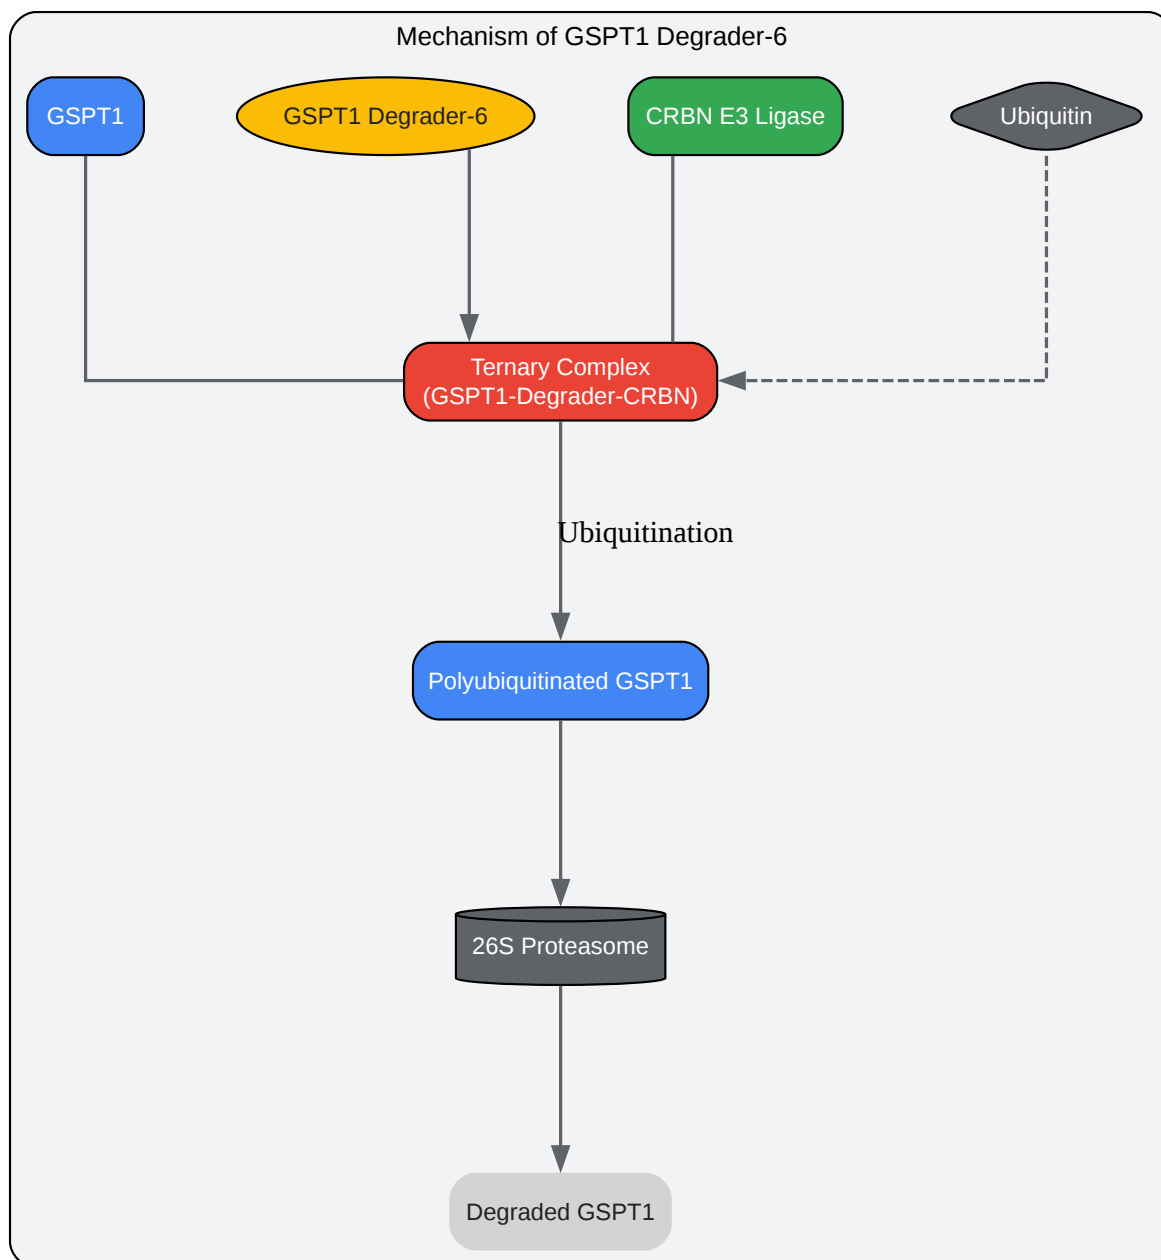 Mechanism of GSPT1 Degrader-6
GSPT1
GSPT1 Degrader-6
CRBN E3 Ligase
Ubiquitin
Ternary Complex
(GSPT1-Degrader-CRBN)
Ubiquitination
Polyubiquitinated GSPT1
26S Proteasome
Degraded GSPT1